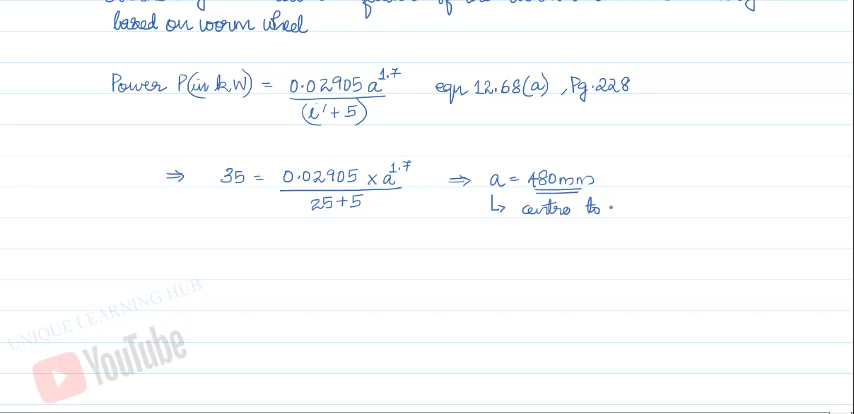 based on worm wheel
Power P(in kW) = 0.02905 a^1.7 / (i' + 5) eqn 12.68(a), Pg.228
⇒ 35 = 0.02905 × a^1.7 / 25+5 ⇒ a = 480mm
↳ centre to
UNIQUE LEARNING HUB
YouTube